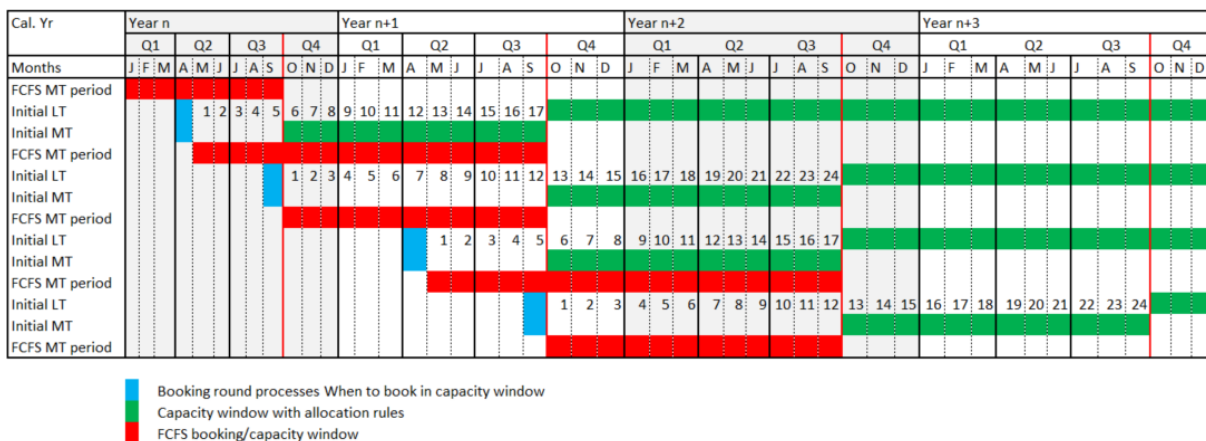 Cal. Yr Year n Year n+1 Year n+2 Year n+3
Q1 Q2 Q3 Q4 Q1 Q2 Q3 Q4 Q1 Q2 Q3 Q4 Q1 Q2 Q3 Q4
Months J F M A M J J A S O N D J F M A M J J A S O N D J F M A M J J A S O N D J F M A M J J A S O N D
FCFS MT period
Initial LT 1 2 3 4 5 6 7 8 9 10 11 12 13 14 15 16 17
Initial MT
FCFS MT period
Initial LT 1 2 3 4 5 6 7 8 9 10 11 12 13 14 15 16 17 18 19 20 21 22 23 24
Initial MT
FCFS MT period
Initial LT 1 2 3 4 5 6 7 8 9 10 11 12 13 14 15 16 17
Initial MT
FCFS MT period
Initial LT 1 2 3 4 5 6 7 8 9 10 11 12 13 14 15 16 17 18 19 20 21 22 23 24
Initial MT
FCFS MT period
Booking round processes When to book in capacity window
Capacity window with allocation rules
FCFS booking/capacity window